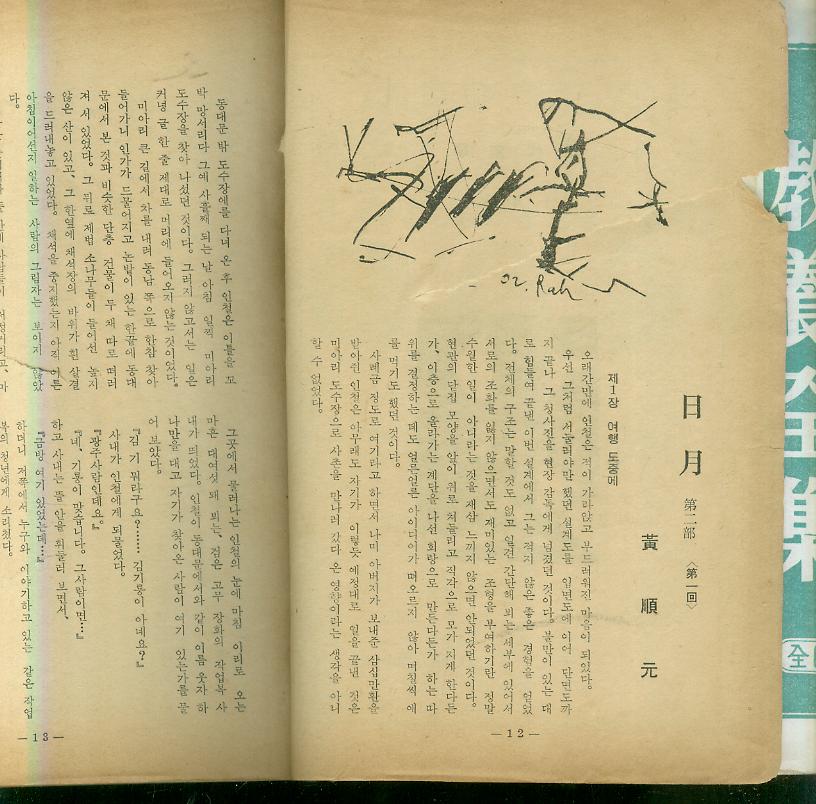 日月 第二部 〈第一回〉
黃順元
제1장 여행 도중에
오래간만에 인철은 적이 가라앉고 부드러워진 마음이 되었다.
우선 그처럼 서둘러야만 했던 설계도를 입면도에 이어 단면도까
지 끝나 그 청사진을 현장 감독에게 넘겼던 것이다. 불만이 있는 대
로 힘들여 끝낸 이번 설계에서 그는 적지 않은 좋은 경험을 얻었
다. 전체의 구조는 말할 것도 없고 일견 간단해 뵈는 세부에 있어서
서로의 조화를 잃지 않으면서도 재미있는 조형을 부여하기란 정말
수월한 일이 아니라는 것을 재삼 느끼지 않으면 안되었던 것이다.
현관의 닫집 모양을 앞이 위로 쳐들리고 직각으로 모가 지게 한다든
가, 이층으로 올라가는 계단을 나선 회랑으로 만든다든가 하는 따
위를 결정하는 데도 얼른얼른 아이디어가 떠오르지 않아 며칠씩 애
를 먹기도 했던 것이다.
사례금 정도로 여기라고 하면서 나미 아버지가 보내준 삼십만환을
받아쥔 인철은 아무래도 자기가 이렇듯 예정대로 일을 끝낸 것은
미아리 도수장으로 사촌을 만나러 갔다 온 영향이라는 생각을 아니
할 수 없었다.
02. Rah
—12—
동대문 밖 도수장에를 다녀 온 후 인철은 이틀을 꼬
박 망서리다 그예 사흘째 되는 날 아침 일찍 미아리
도수장을 찾아 나섰던 것이다. 그러지 않고서는 일은
커녕 글 한 줄 제대로 머리에 들어오지 않는 것이었다.
미아리 큰 길에서 차를 내려 동남 쪽으로 한참 찾아
들어가니 인가가 드물어지고 논밭이 있는 한끝에 동대
문에서 본 것과 비슷한 단층 건물이 두 채 따로 떠러
져 서 있었다. 그 뒤로 제법 소나무들이 들어선 높지
않은 산이 있고, 그 한옆에 채석장의 바위가 흰 살결
을 드러내놓고 있었다. 채석을 중지했는지 아직 이른
아침이어선지 일하는 사람의 그림자는 보이지 않았
다.
그곳에서 물러나는 인철의 눈에 마침 이리로 오는
마흔 대여섯 돼 뵈는, 검은 고무 장화의 작업복 사
내가 띄었다. 인철이 동대문에서와 같이 이름 웃자 하
나만을 대고 자기가 찾아온 사람이 여기 있는가를 물
어 보았다.
『김 기 뭐라구요?…… 김기룡이 아네요?』
사내가 인철에게 되물었다.
『광주사람인데요.』
『네, 기룡이 맞습니다. 그사람이면…』
하고 사내는 뜰 안을 휘둘러 보면서,
『금방 여기 있었는데…』
하며니 저쪽에서 누구와 이야기하고 있는 같은 작업
복의 청년에게 소리쳤다.
—13—
敎養全集
全